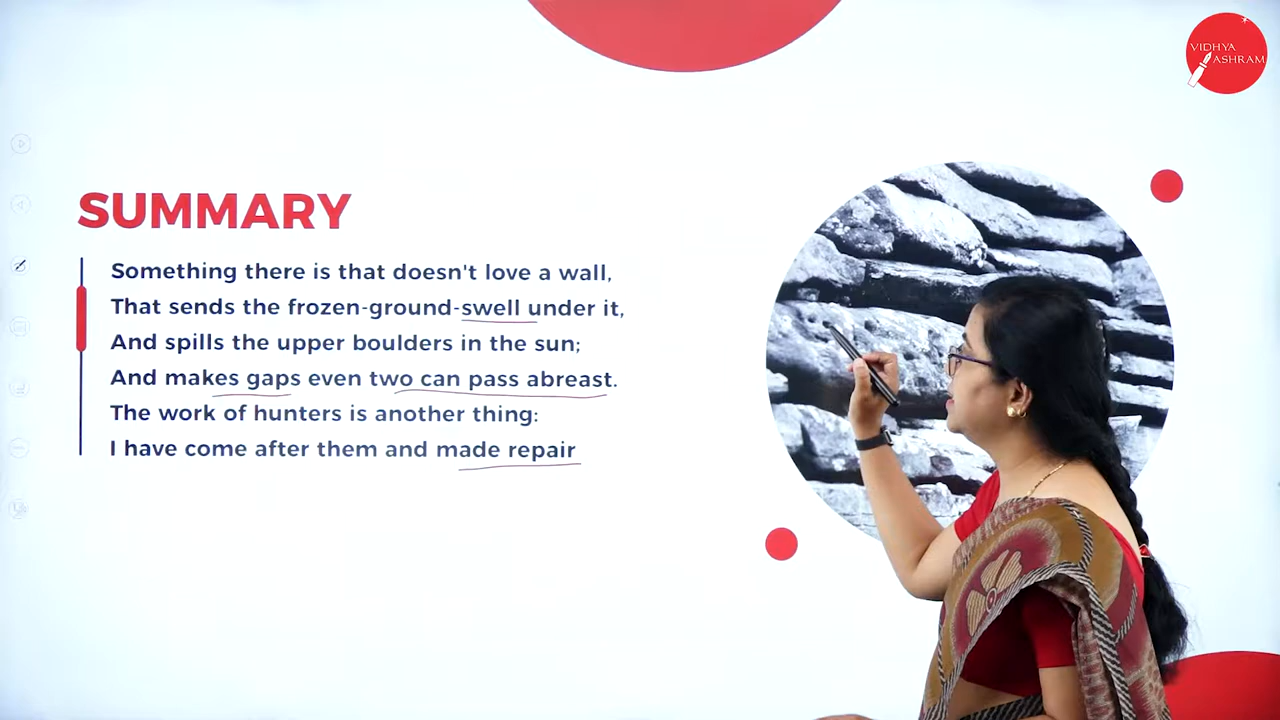 VIDHYA
ASHRAM
SUMMARY
Something there is that doesn't love a wall,
That sends the frozen-ground-swell under it,
And spills the upper boulders in the sun;
And makes gaps even two can pass abreast.
The work of hunters is another thing:
I have come after them and made repair